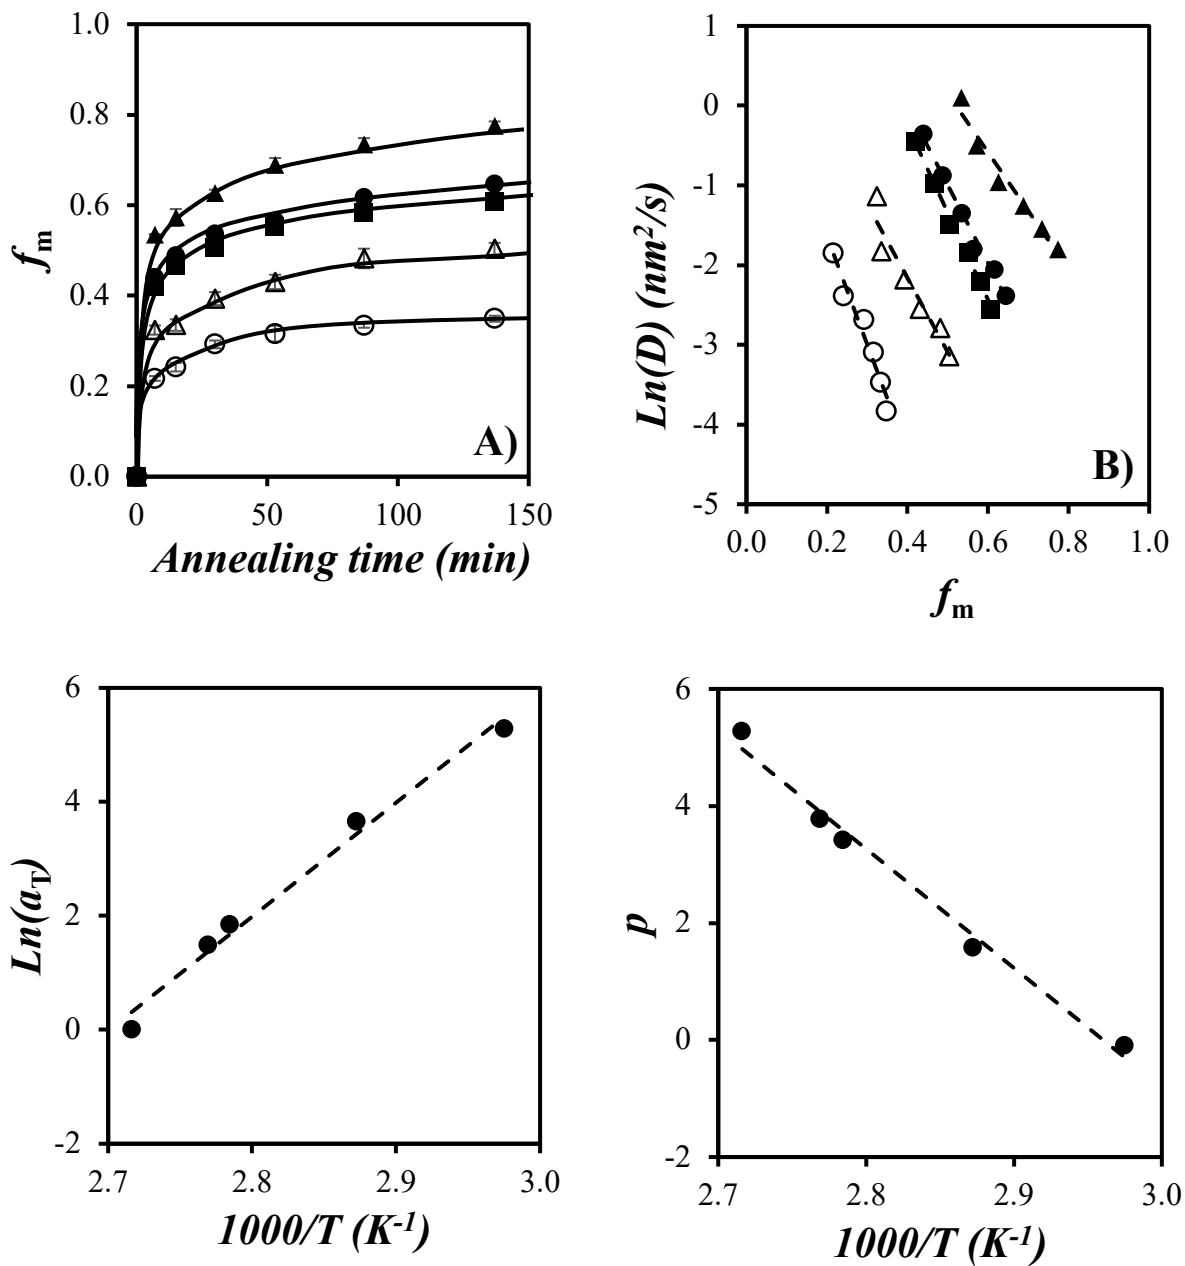 1.0
0.8
0.6
0.4
0.2
0.0
0 50 100 150
f_m
Annealing time (min)
A)
1
0
-1
-2
-3
-4
-5
0.0 0.2 0.4 0.6 0.8 1.0
Ln(D) (nm²/s)
f_m
B)
6
4
2
0
-2
2.7 2.8 2.9 3.0
Ln(a_T)
1000/T (K⁻¹)
6
4
2
0
-2
2.7 2.8 2.9 3.0
p
1000/T (K⁻¹)